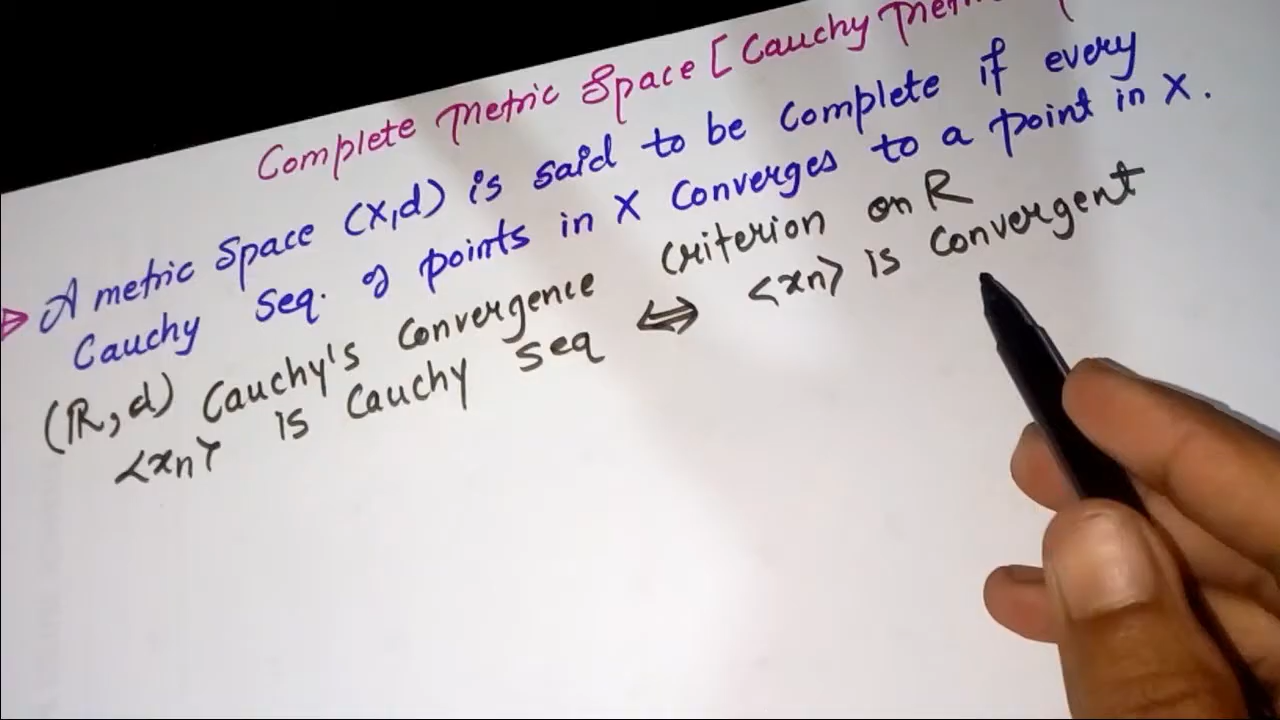 Complete Metric Space [Cauchy Metric
A metric Space (X,d) is said to be complete if every
Cauchy Seq. of points in X Converges to a point in X.
(R, d) Cauchy's Convergence Criterion on R
<xn> is Cauchy Seq ⟺ <xn> is Convergent